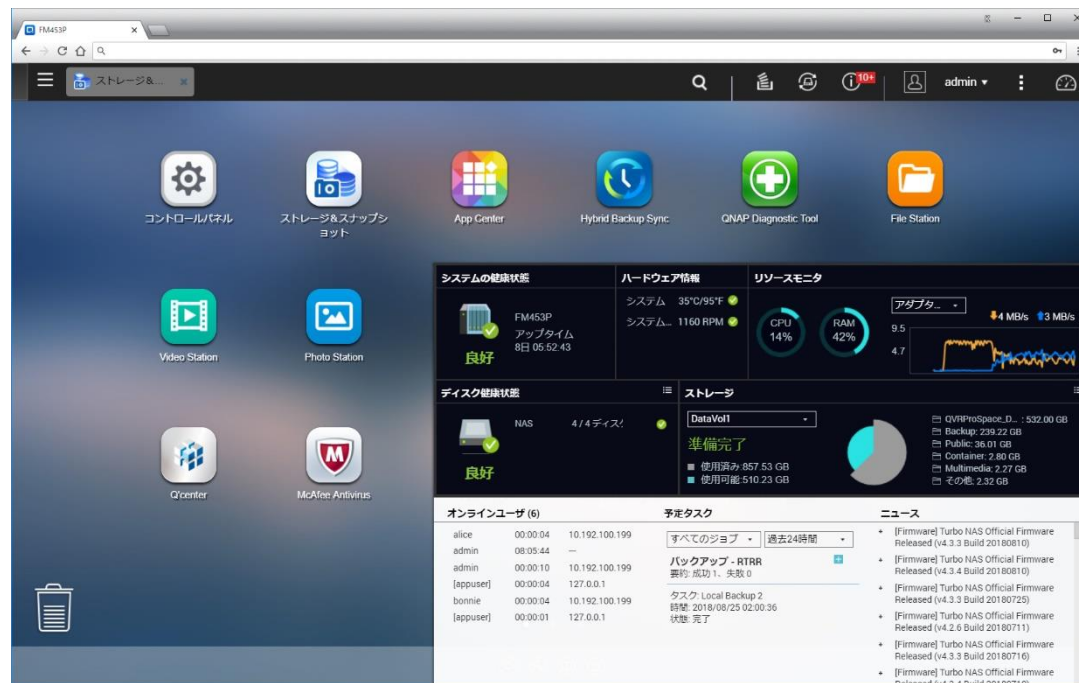 FM453P
ストレージ&...
10+
admin
コントロールパネル
ストレージ&スナップシ
ョット
App Center
Hybrid Backup Sync
QNAP Diagnostic Tool
File Station
Video Station
Photo Station
Q'center
McAfee Antivirus
システムの健康状態
ハードウェア情報
リソースモニタ
FM453P
アップタイム
8日 05:52:43
良好
システム 35°C/95°F
システム... 1160 RPM
CPU
14%
RAM
42%
アダプタ...
4 MB/s 3 MB/s
9.5
4.7
ディスク健康状態
NAS 4 / 4 ディスク
良好
ストレージ
DataVol1
準備完了
使用済み:857.53 GB
使用可能:510.23 GB
QVRProSpace_D... : 532.00 GB
Backup: 239.22 GB
Public: 36.01 GB
Container: 2.80 GB
Multimedia: 2.27 GB
その他: 2.32 GB
オンラインユーザ (6)
alice 00:00:04 10.192.100.199
admin 08:05:44 —
admin 00:00:10 10.192.100.199
[appuser] 00:00:04 127.0.0.1
bonnie 00:00:04 10.192.100.199
[appuser] 00:00:01 127.0.0.1
予定タスク
すべてのジョブ 過去24時間
バックアップ - RTRR
要約: 成功 1、失敗 0
タスク: Local Backup 2
時間: 2018/08/25 02:00:36
状態: 完了
ニュース
[Firmware] Turbo NAS Official Firmware
Released (v4.3.3 Build 20180810)
[Firmware] Turbo NAS Official Firmware
Released (v4.3.4 Build 20180810)
[Firmware] Turbo NAS Official Firmware
Released (v4.3.3 Build 20180725)
[Firmware] Turbo NAS Official Firmware
Released (v4.2.6 Build 20180711)
[Firmware] Turbo NAS Official Firmware
Released (v4.3.3 Build 20180716)
[Firmware] Turbo NAS Official Firmware